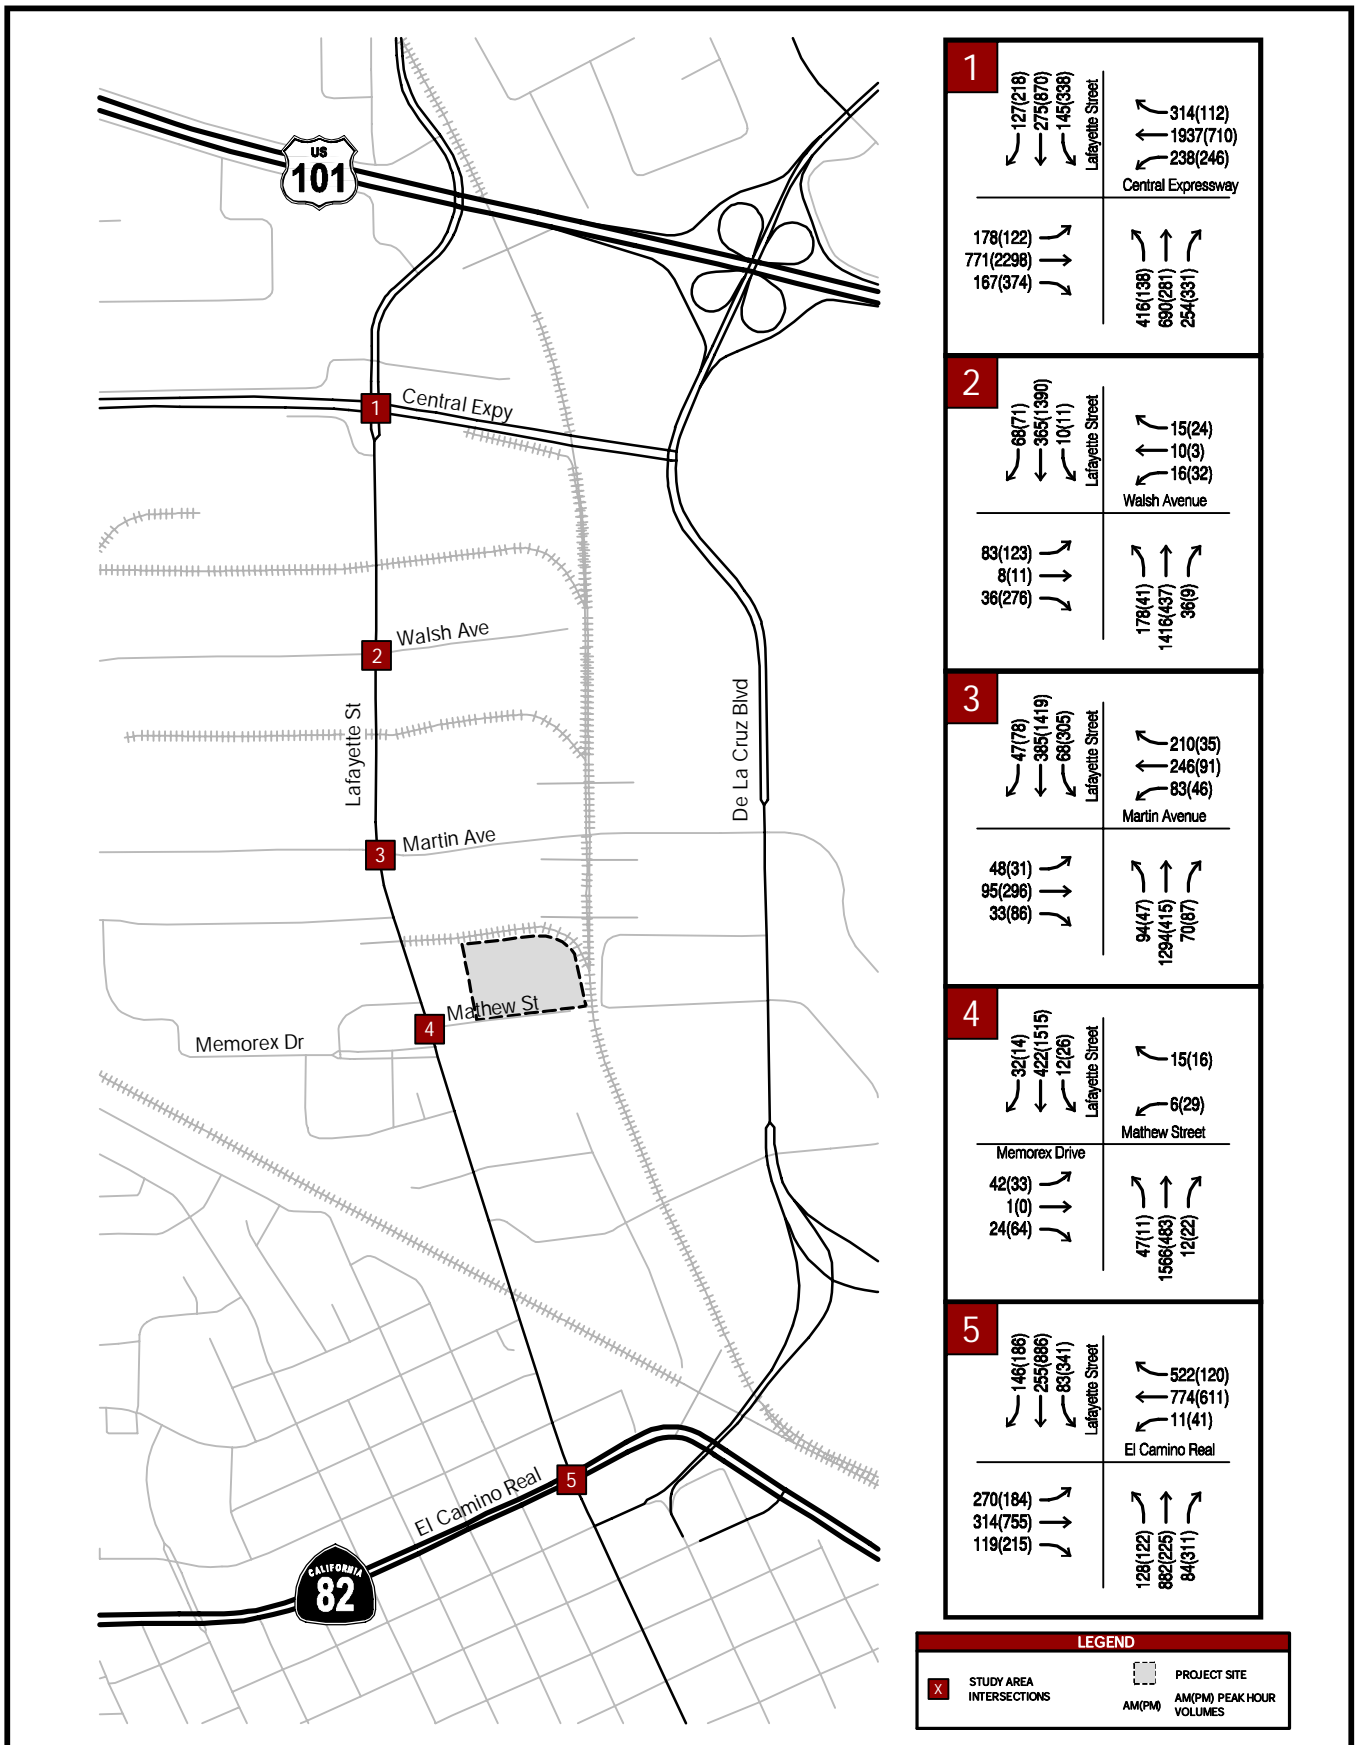 US
101
1
Central Expy
Walsh Ave
2
Lafayette St
De La Cruz Blvd
Martin Ave
3
Mathew St
4
Memorex Dr
5
El Camino Real
CALIFORNIA
82
1
127(218)
275(870)
145(338)
Lafayette Street
314(112)
1937(710)
238(246)
Central Expressway
178(122)
771(2298)
167(374)
416(138)
690(281)
254(331)
2
68(71)
365(1390)
10(11)
Lafayette Street
15(24)
10(3)
16(32)
Walsh Avenue
83(123)
8(11)
36(276)
178(41)
1416(437)
36(9)
3
47(78)
385(1419)
68(305)
Lafayette Street
210(35)
246(91)
83(46)
Martin Avenue
48(31)
95(296)
33(86)
94(47)
1294(415)
70(87)
4
32(14)
422(1515)
12(26)
Lafayette Street
15(16)
6(29)
Mathew Street
Memorex Drive
42(33)
1(0)
24(64)
47(11)
1566(483)
12(22)
5
146(186)
255(886)
83(341)
Lafayette Street
522(120)
774(611)
11(41)
El Camino Real
270(184)
314(755)
119(215)
128(122)
882(225)
84(311)
LEGEND
X
STUDY AREA
INTERSECTIONS
PROJECT SITE
AM(PM)
AM(PM) PEAK HOUR
VOLUMES